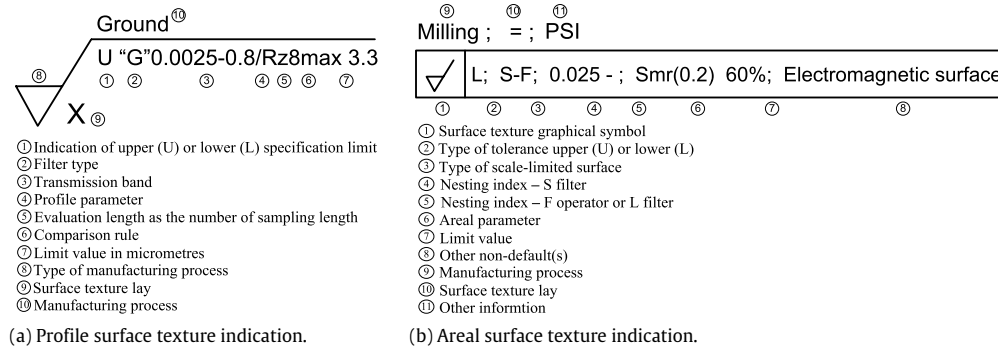 Ground⑩
U “G”0.0025-0.8/Rz8max 3.3
① ② ③ ④ ⑤ ⑥ ⑦
⑧
X ⑨
①Indication of upper (U) or lower (L) specification limit
②Filter type
③Transmission band
④Profile parameter
⑤Evaluation length as the number of sampling length
⑥Comparison rule
⑦Limit value in micrometres
⑧Type of manufacturing process
⑨Surface texture lay
⑩Manufacturing process
(a) Profile surface texture indication.
⑨ ⑩ ⑪
Milling ; = ; PSI
L; S-F; 0.025 - ; Smr(0.2) 60%; Electromagnetic surface
① ② ③ ④ ⑤ ⑥ ⑦ ⑧
① Surface texture graphical symbol
② Type of tolerance upper (U) or lower (L)
③ Type of scale-limited surface
④ Nesting index – S filter
⑤ Nesting index – F operator or L filter
⑥ Areal parameter
⑦ Limit value
⑧ Other non-default(s)
⑨ Manufacturing process
⑩ Surface texture lay
⑪ Other informtion
(b) Areal surface texture indication.